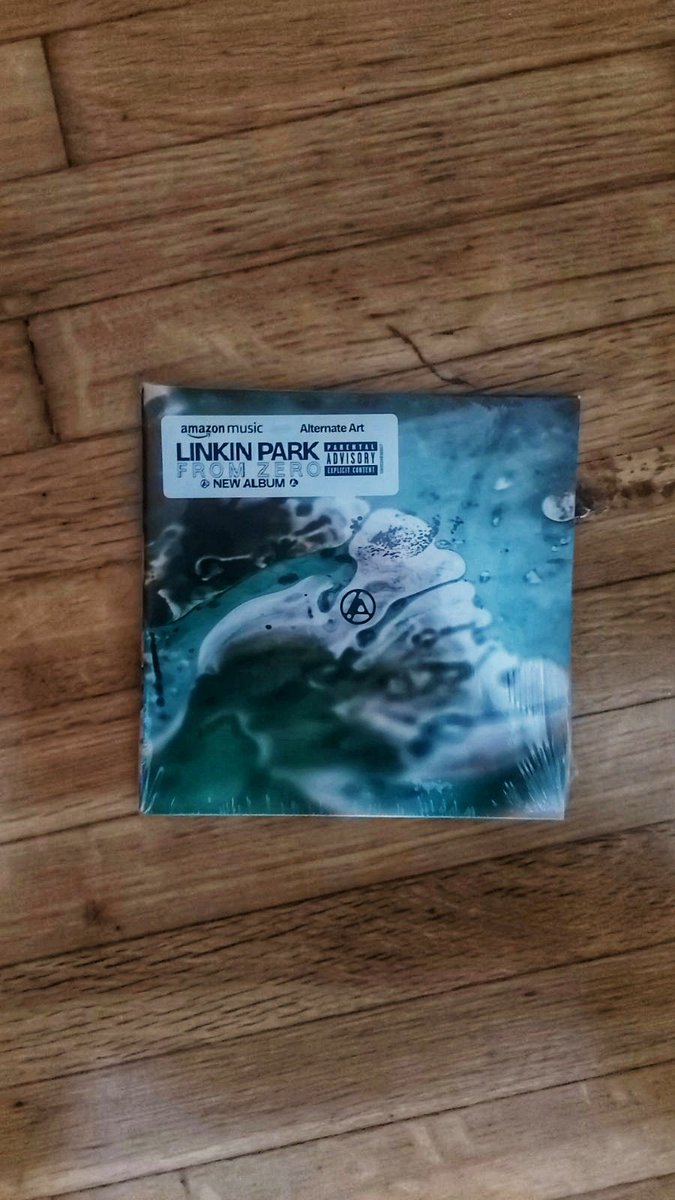 amazon music Alternate Art
LINKIN PARK
FROM ZERO
NEW ALBUM
PARENTAL
ADVISORY
EXPLICIT CONTENT